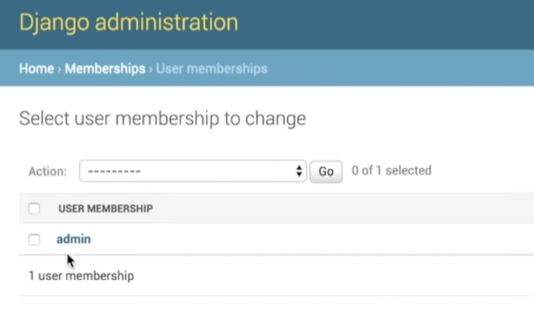 Django administration
Home › Memberships › User memberships
Select user membership to change
Action: --------- Go 0 of 1 selected
USER MEMBERSHIP
admin
1 user membership